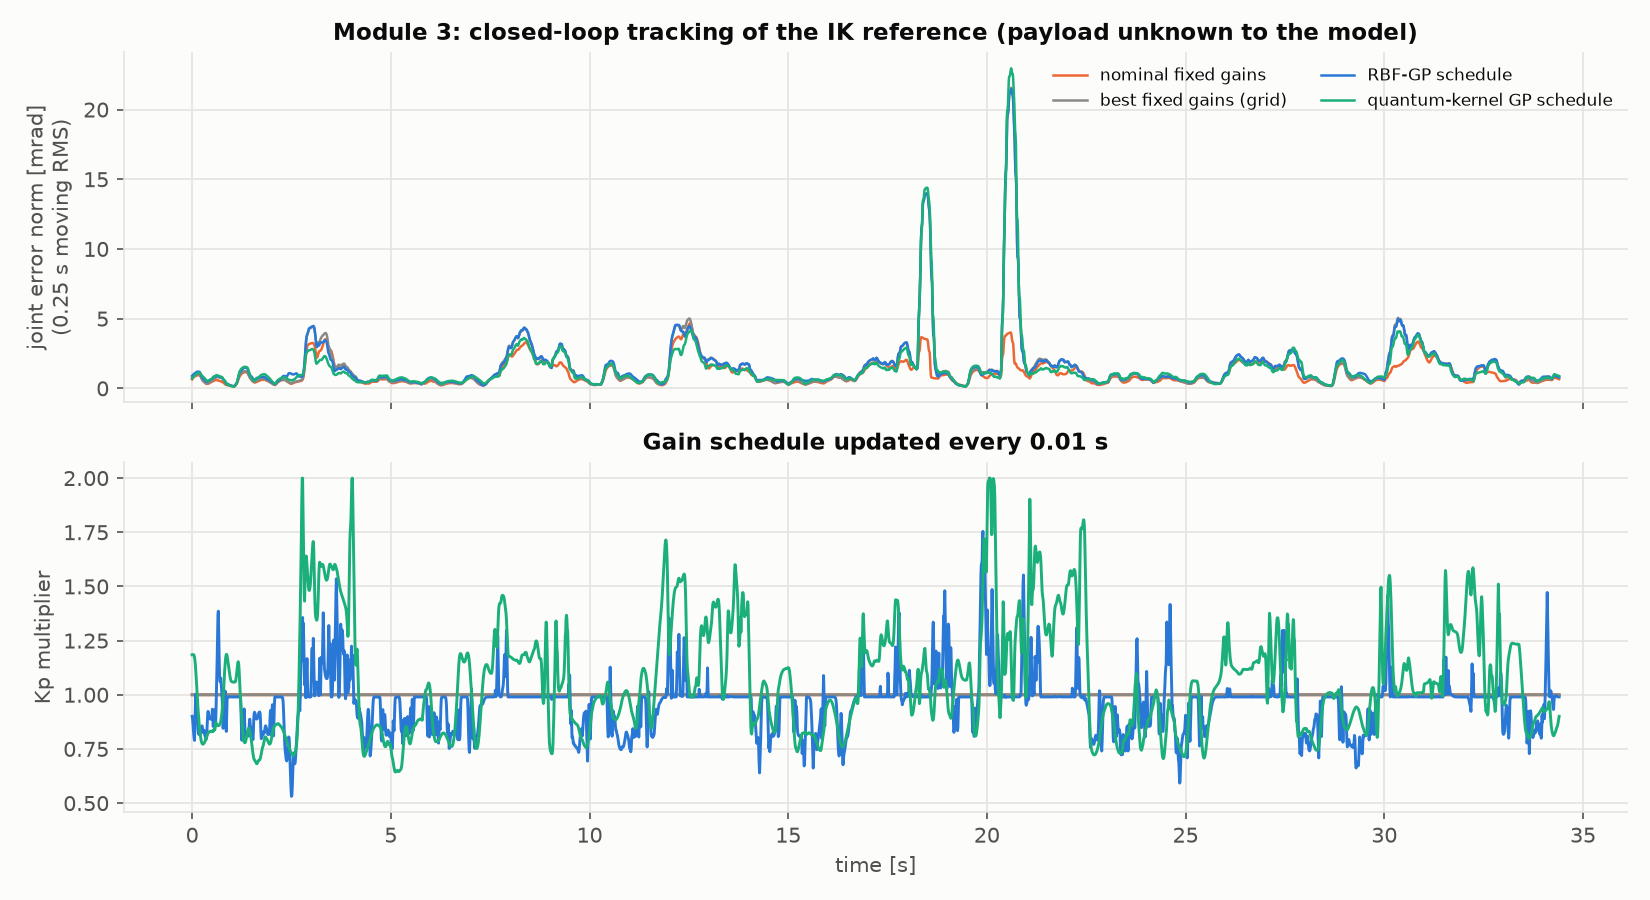 Module 3: closed-loop tracking of the IK reference (payload unknown to the model)
joint error norm [mrad]
(0.25 s moving RMS)
20
15
10
5
0
nominal fixed gains
best fixed gains (grid)
RBF-GP schedule
quantum-kernel GP schedule
Gain schedule updated every 0.01 s
Kp multiplier
2.00
1.75
1.50
1.25
1.00
0.75
0.50
0 5 10 15 20 25 30 35
time [s]